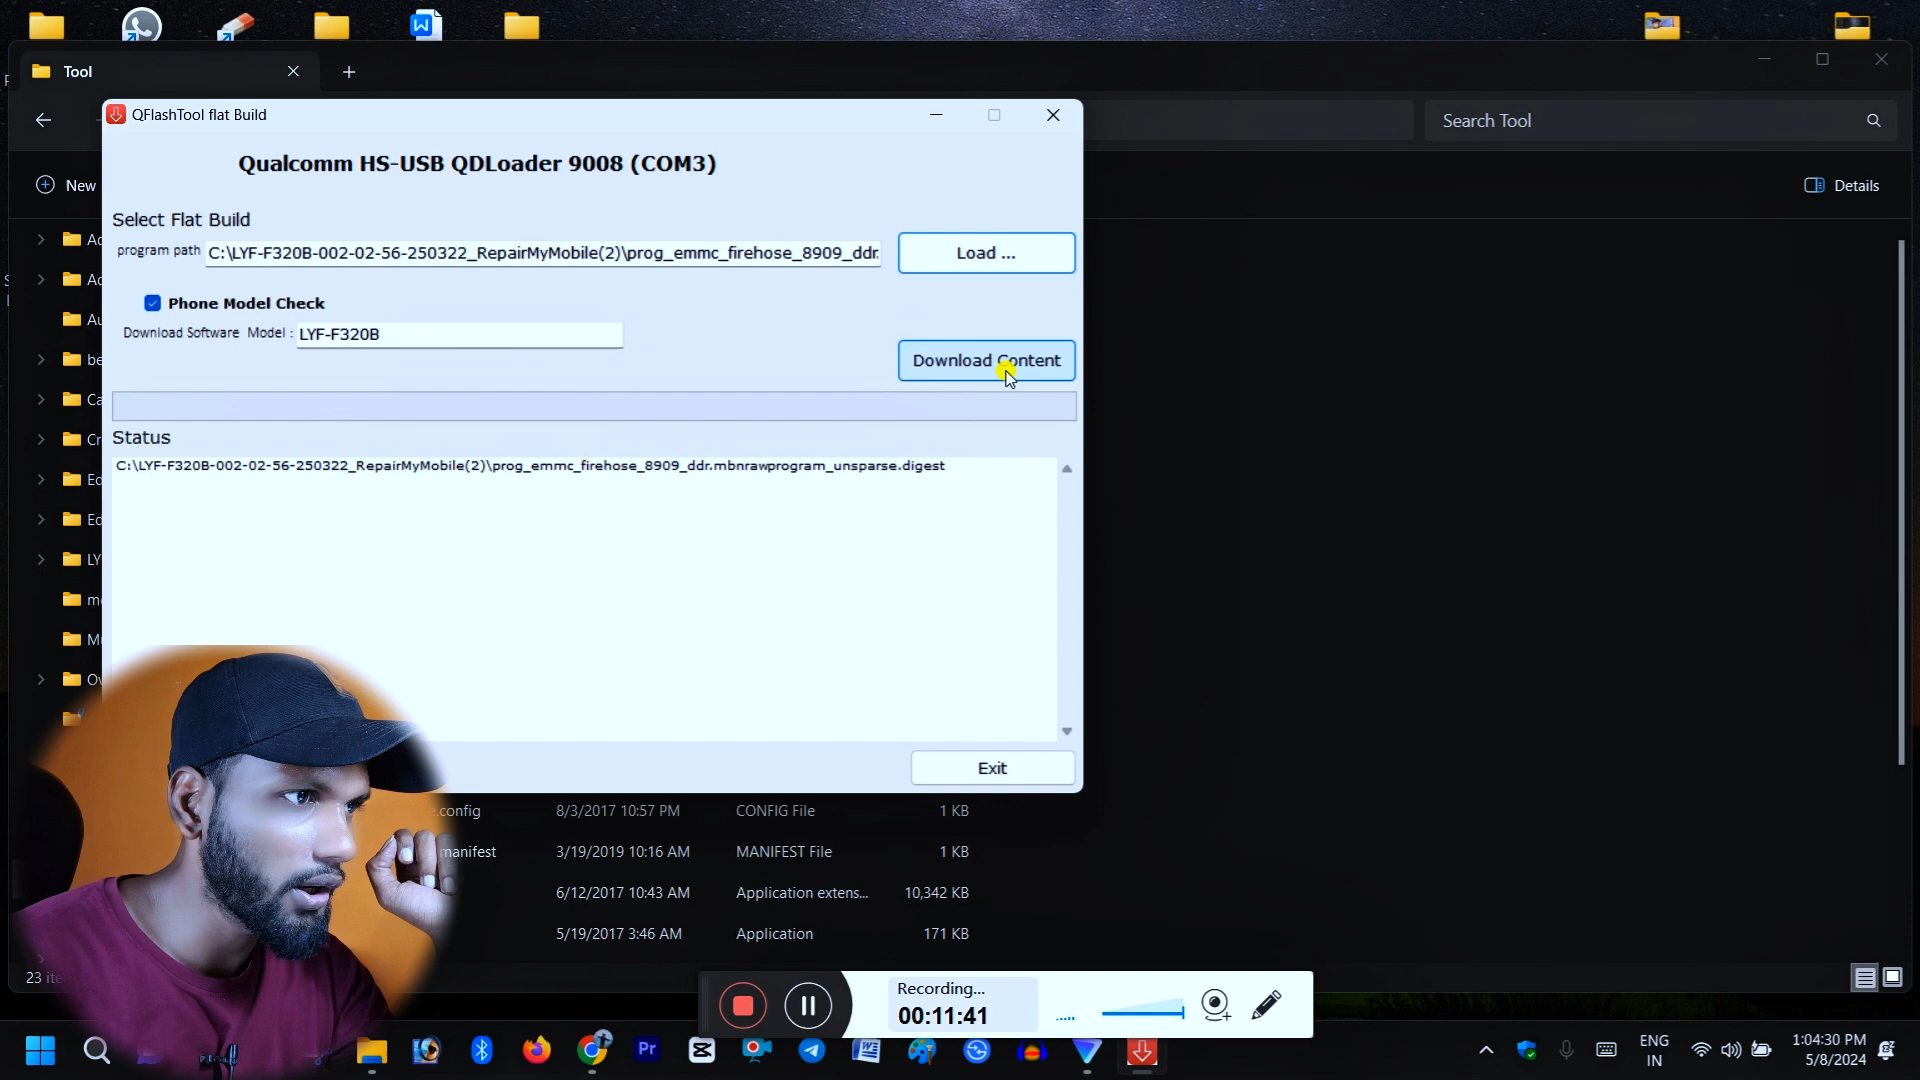 Tool
Search Tool
New
Details
QFlashTool flat Build
Qualcomm HS-USB QDLoader 9008 (COM3)
Select Flat Build
program path C:\LYF-F320B-002-02-56-250322_RepairMyMobile(2)\prog_emmc_firehose_8909_ddr. Load ...
Phone Model Check
Download Software Model : LYF-F320B
Download Content
Status
C:\LYF-F320B-002-02-56-250322_RepairMyMobile(2)\prog_emmc_firehose_8909_ddr.mbnrawprogram_unsparse.digest
Exit
.config 8/3/2017 10:57 PM CONFIG File 1 KB
manifest 3/19/2019 10:16 AM MANIFEST File 1 KB
6/12/2017 10:43 AM Application extens... 10,342 KB
5/19/2017 3:46 AM Application 171 KB
23 ite
Recording...
00:11:41
Pr
ENG
IN
1:04:30 PM
5/8/2024